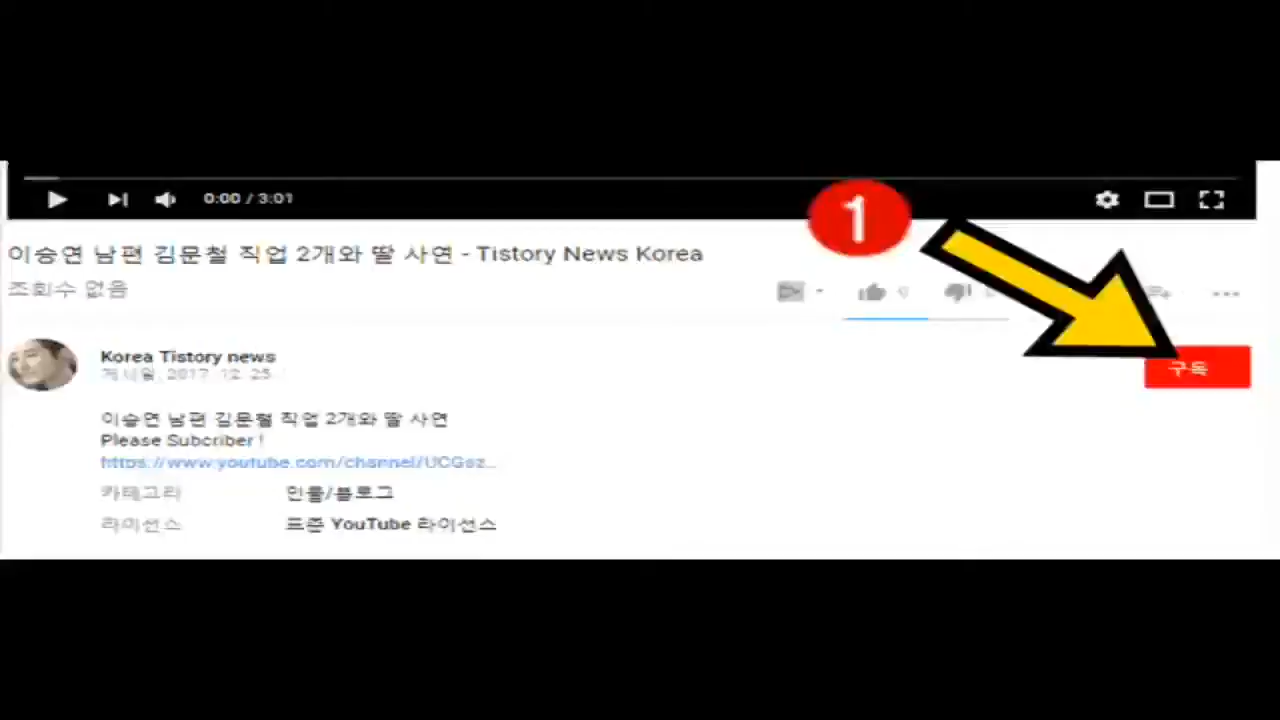 0:00 / 3:01
1
이승연 남편 김문철 직업 2개와 딸 사연 - Tistory News Korea
조회수 없음
0
Korea Tistory news
구독
게시일: 2017. 12. 25.
이승연 남편 김문철 직업 2개와 딸 사연
Please Subcriber !
https://www.youtube.com/channel/UCGsz...
카테고리 인물/블로그
라이선스 표준 YouTube 라이선스